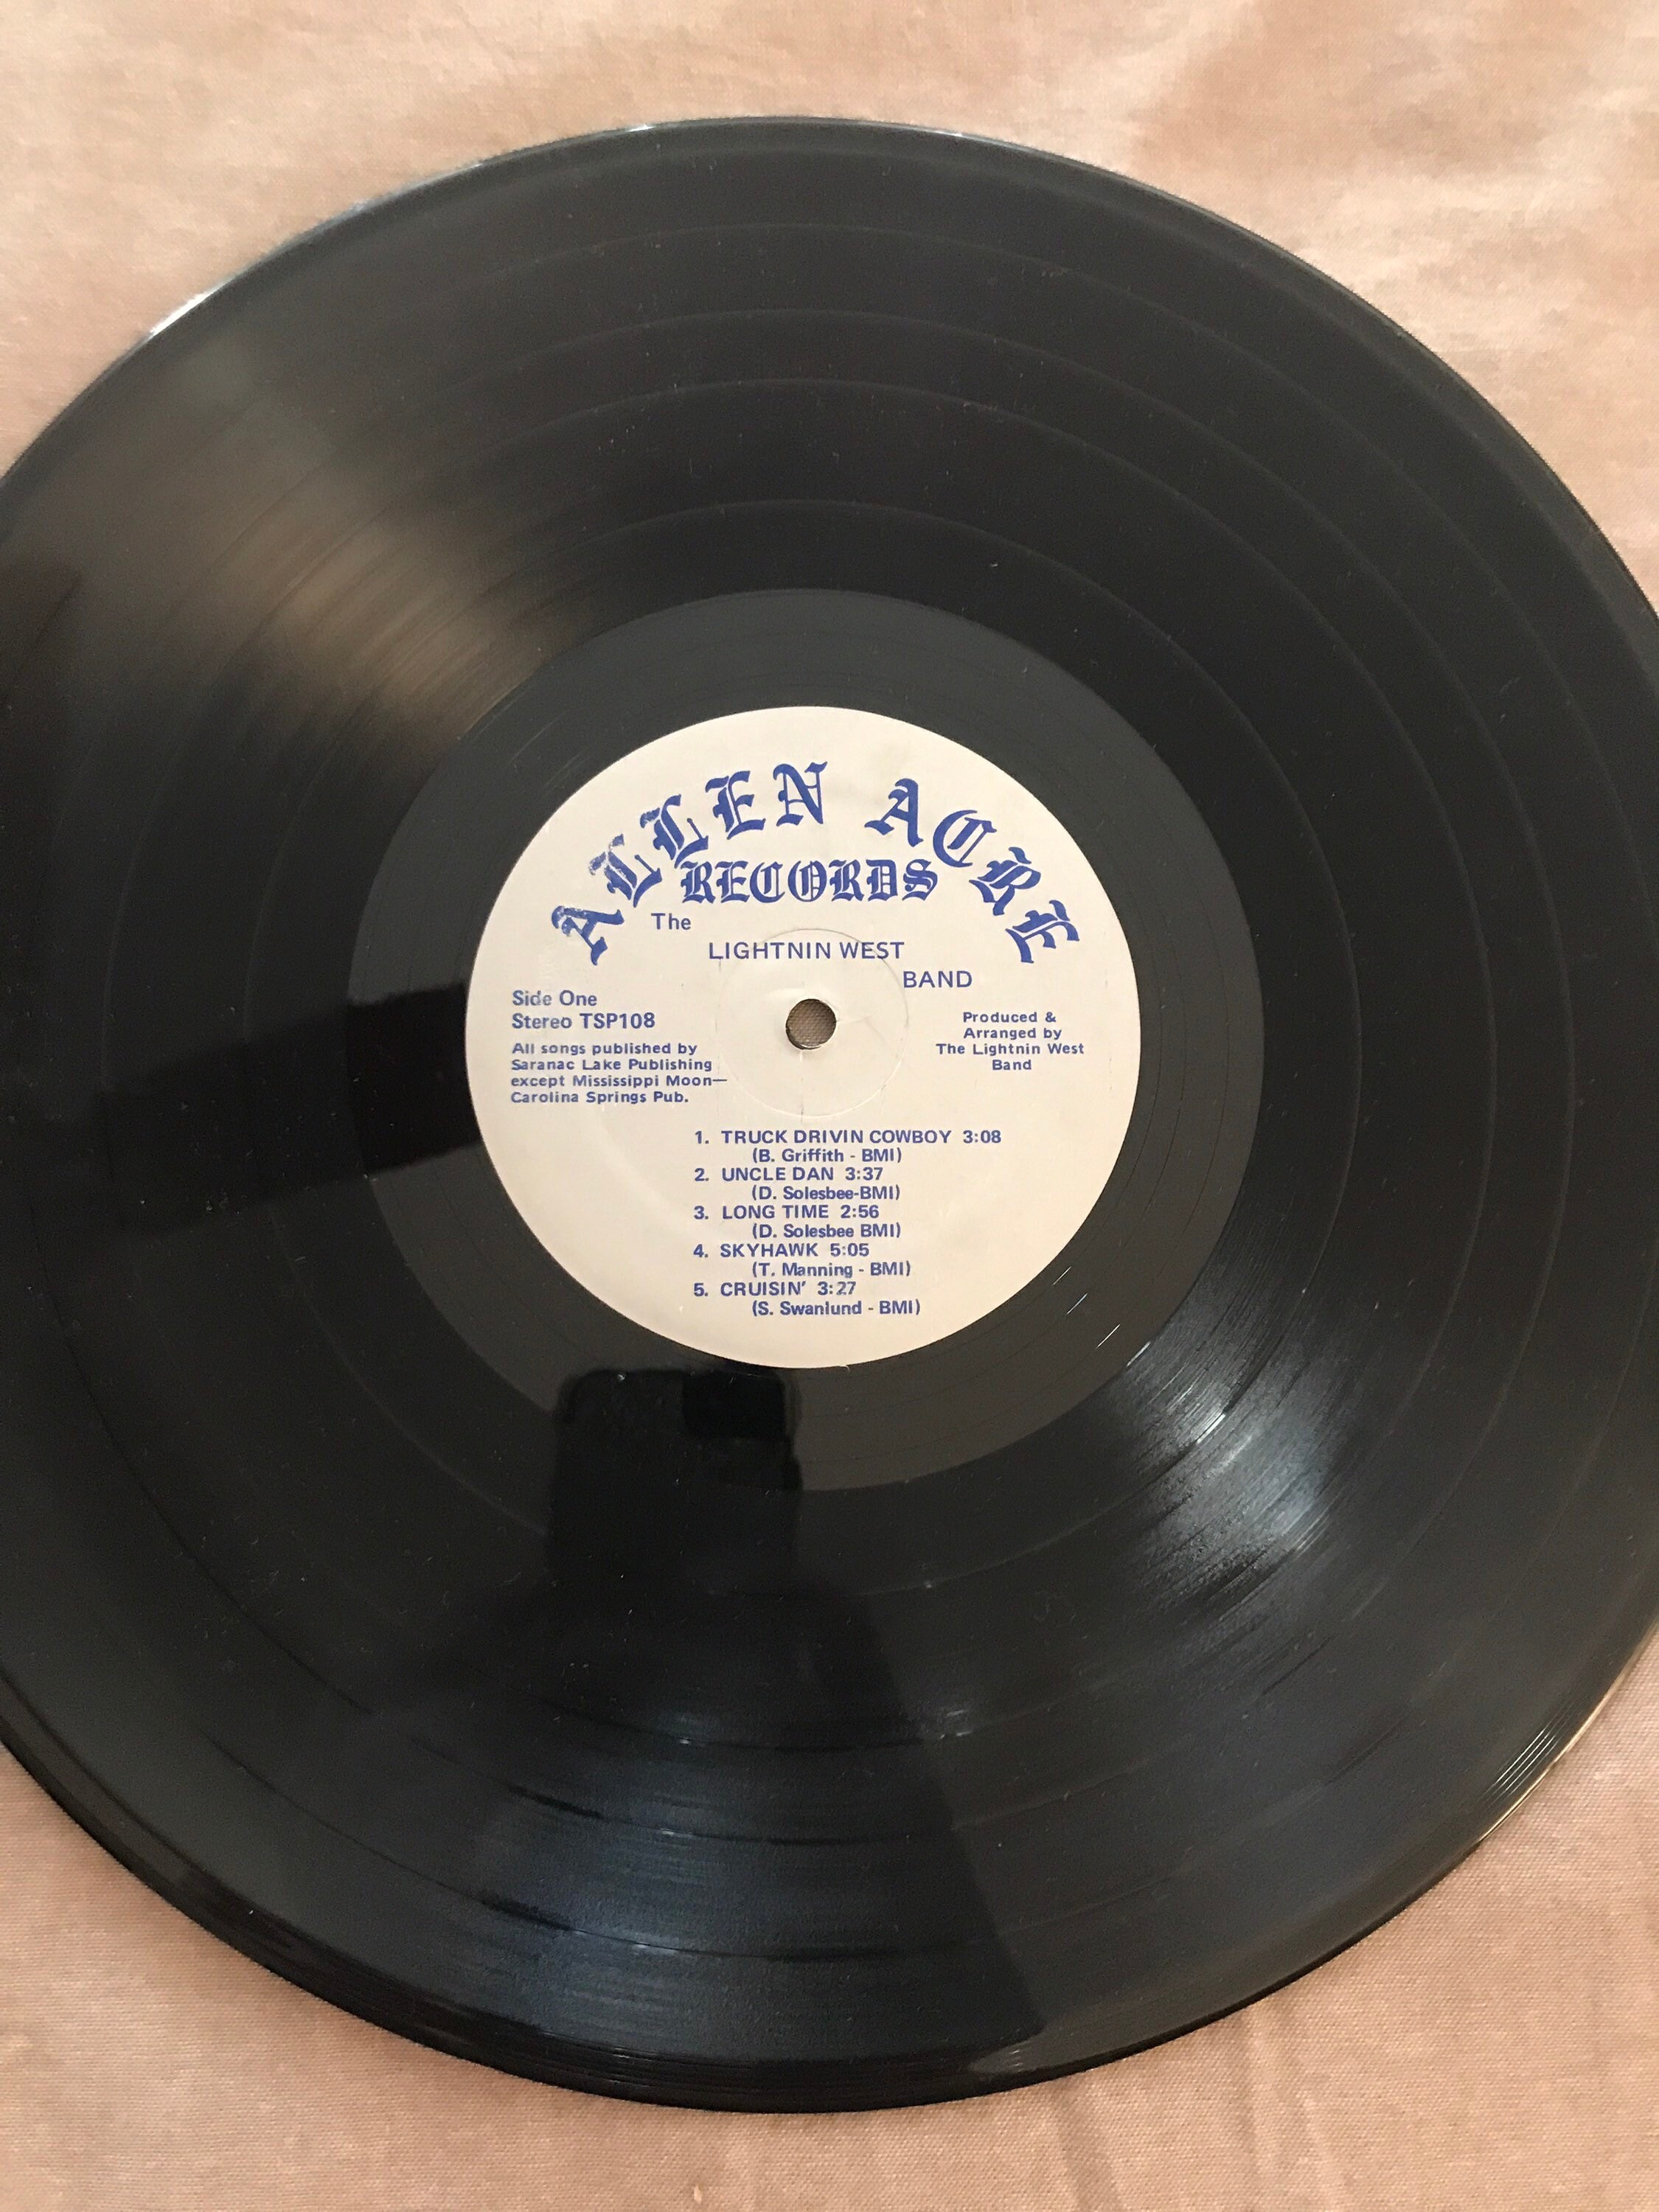 ALLEN ACRE
RECORDS
The
LIGHTNIN WEST
BAND
Side One
Stereo TSP108
All songs published by
Saranac Lake Publishing
except Mississippi Moon—
Carolina Springs Pub.
Produced &
Arranged by
The Lightnin West
Band
1. TRUCK DRIVIN COWBOY 3:08
(B. Griffith - BMI)
2. UNCLE DAN 3:37
(D. Solesbee-BMI)
3. LONG TIME 2:56
(D. Solesbee BMI)
4. SKYHAWK 5:05
(T. Manning - BMI)
5. CRUISIN' 3:27
(S. Swanlund - BMI)